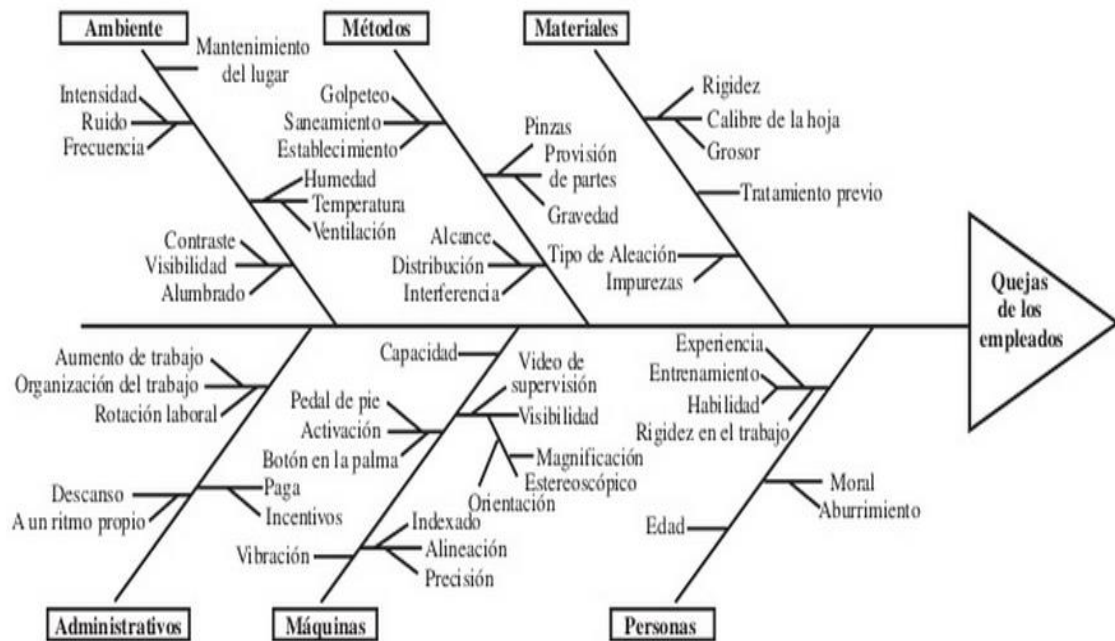 Ambiente
Métodos
Materiales
Mantenimiento
del lugar
Intensidad
Ruido
Frecuencia
Humedad
Temperatura
Ventilación
Contraste
Visibilidad
Alumbrado
Golpeteo
Saneamiento
Establecimiento
Pinzas
Provisión
de partes
Gravedad
Alcance
Distribución
Interferencia
Rigidez
Calibre de la hoja
Grosor
Tratamiento previo
Tipo de Aleación
Impurezas
Quejas
de los
empleados
Aumento de trabajo
Organización del trabajo
Rotación laboral
Descanso
A un ritmo propio
Paga
Incentivos
Capacidad
Video de
supervisión
Visibilidad
Pedal de pie
Activación
Botón en la palma
Magnificación
Estereoscópico
Orientación
Indexado
Alineación
Precisión
Vibración
Experiencia
Entrenamiento
Habilidad
Rigidez en el trabajo
Moral
Aburrimiento
Edad
Administrativos
Máquinas
Personas